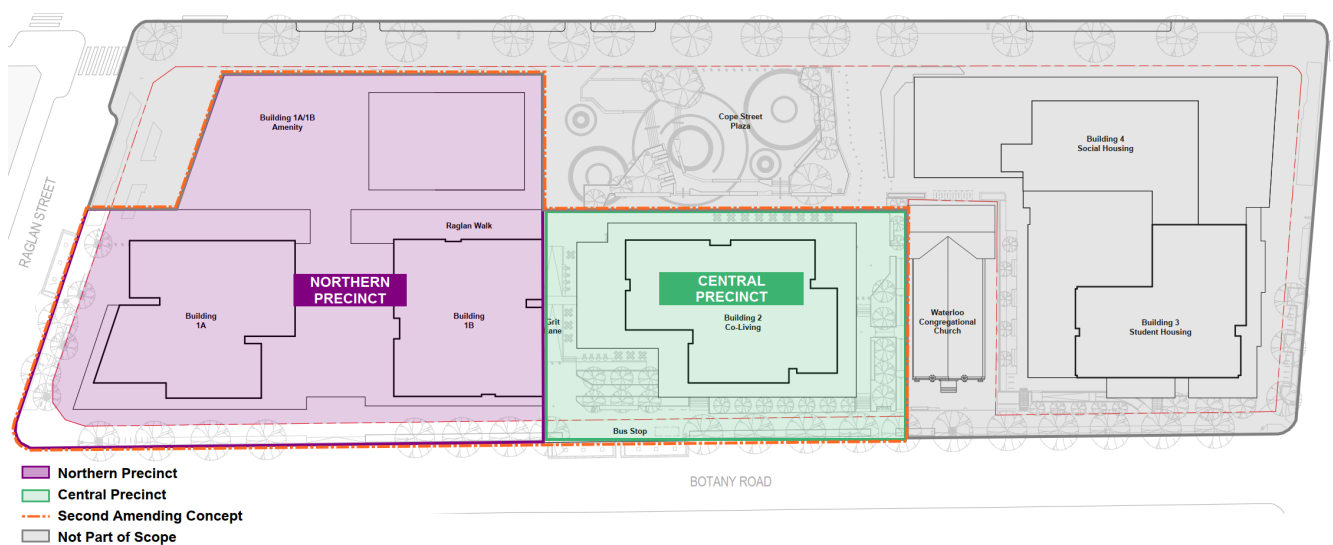 Building 1A/1B
Amenity
Cope Street
Plaza
Building 4
Social Housing
RAGLAN STREET
Raglan Walk
NORTHERN
PRECINCT
CENTRAL
PRECINCT
Building
1A
Building
1B
Grit
Lane
Building 2
Co-Living
Waterloo
Congregational
Church
Building 3
Student Housing
Bus Stop
BOTANY ROAD
Northern Precinct
Central Precinct
Second Amending Concept
Not Part of Scope